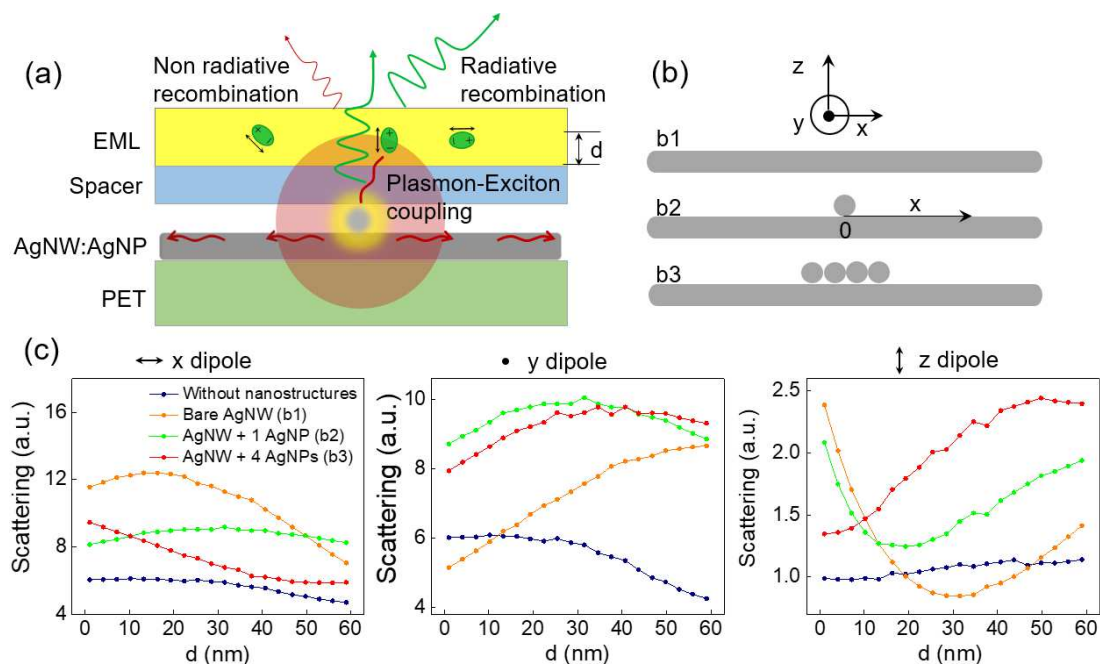 (a)
Non radiative
recombination
Radiative
recombination
EML
d
Spacer
Plasmon-Exciton
coupling
AgNW:AgNP
PET
(b)
z
y
x
b1
b2
x
0
b3
(c)
x dipole
Scattering (a.u.)
16
12
8
4
Without nanostructures
Bare AgNW (b1)
AgNW + 1 AgNP (b2)
AgNW + 4 AgNPs (b3)
0 10 20 30 40 50 60
d (nm)
y dipole
Scattering (a.u.)
10
8
6
4
0 10 20 30 40 50 60
d (nm)
z dipole
Scattering (a.u.)
2.5
2.0
1.5
1.0
0 10 20 30 40 50 60
d (nm)